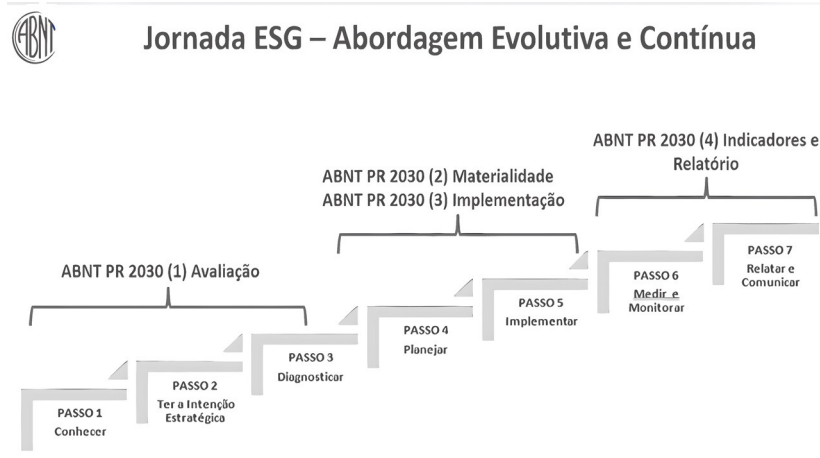 ABNT
Jornada ESG – Abordagem Evolutiva e Contínua
ABNT PR 2030 (4) Indicadores e
Relatório
ABNT PR 2030 (2) Materialidade
ABNT PR 2030 (3) Implementação
ABNT PR 2030 (1) Avaliação
PASSO 1
Conhecer
PASSO 2
Ter a Intenção
Estratégica
PASSO 3
Diagnosticar
PASSO 4
Planejar
PASSO 5
Implementar
PASSO 6
Medir e
Monitorar
PASSO 7
Relatar e
Comunicar